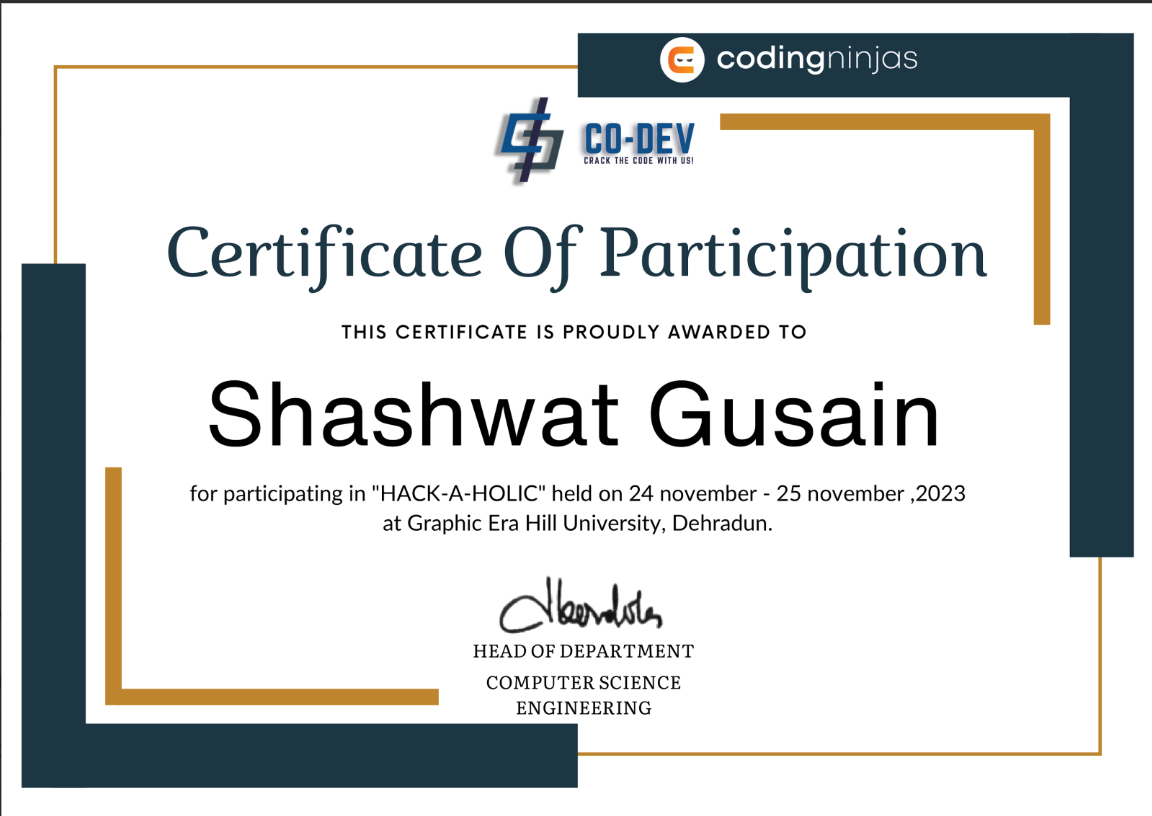 codingninjas
CO-DEV
CRACK THE CODE WITH US!
Certificate Of Participation
THIS CERTIFICATE IS PROUDLY AWARDED TO
Shashwat Gusain
for participating in "HACK-A-HOLIC" held on 24 november - 25 november ,2023
at Graphic Era Hill University, Dehradun.
HEAD OF DEPARTMENT
COMPUTER SCIENCE
ENGINEERING